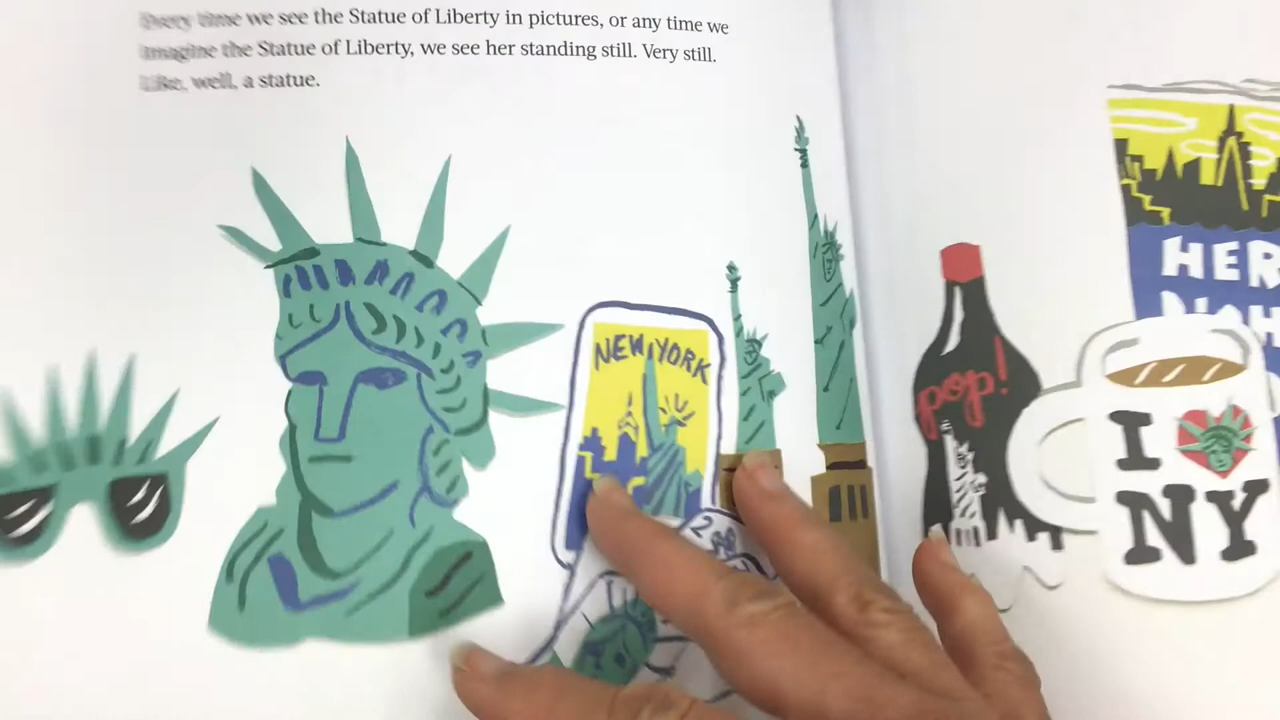 Every time we see the Statue of Liberty in pictures, or any time we
imagine the Statue of Liberty, we see her standing still. Very still.
Like, well, a statue.
NEW YORK
pop!
HER
I
NY